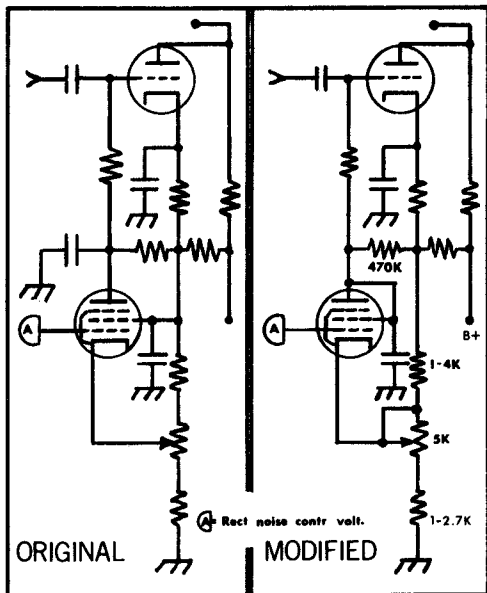 A
A = Rect noise contr volt.
ORIGINAL
470K
A
B+
1-4K
5K
1-2.7K
MODIFIED